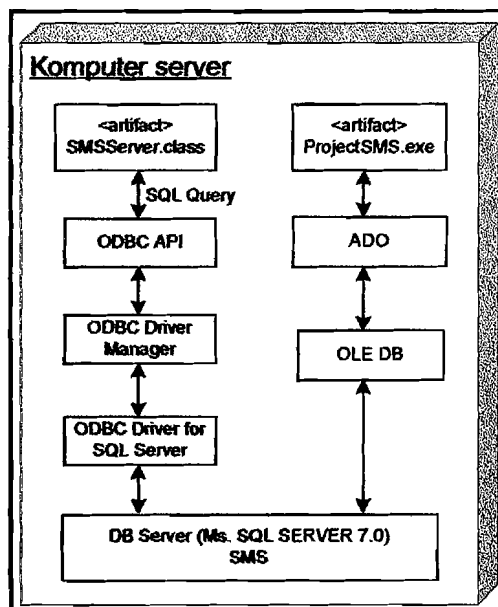 Komputer server
<artifact>
SMSServer.class
<artifact>
ProjectSMS.exe
SQL Query
ODBC API
ADO
ODBC Driver
Manager
OLE DB
ODBC Driver for
SQL Server
DB Server (Ms. SQL SERVER 7.0)
SMS